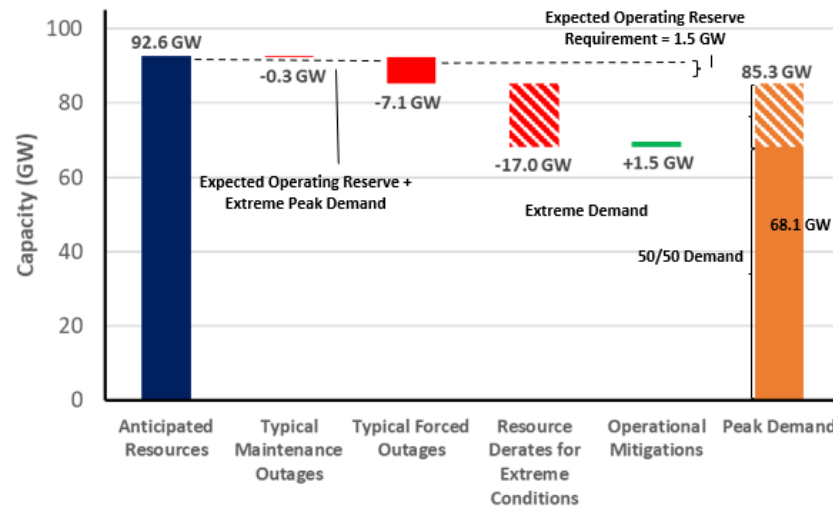 Expected Operating Reserve
Requirement = 1.5 GW
100
92.6 GW
-0.3 GW
85.3 GW
80
-7.1 GW
-17.0 GW
+1.5 GW
60
Expected Operating Reserve +
Extreme Peak Demand
Extreme Demand
68.1 GW
50/50 Demand
40
20
0
Capacity (GW)
Anticipated
Resources
Typical
Maintenance
Outages
Typical Forced
Outages
Resource
Derates for
Extreme
Conditions
Operational
Mitigations
Peak Demand